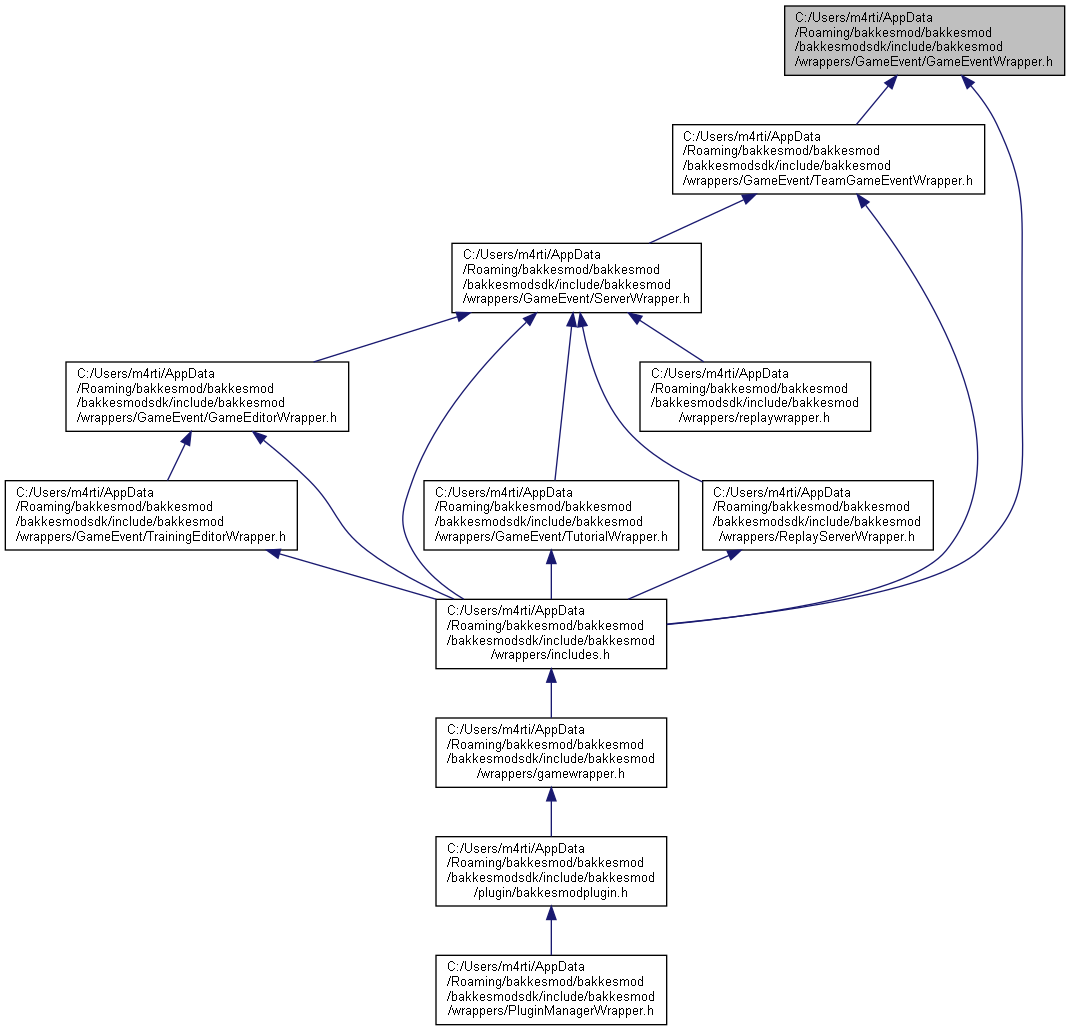 C:/Users/m4rti/AppData
/Roaming/bakkesmod/bakkesmod
/bakkesmodsdk/include/bakkesmod
/wrappers/GameEvent/GameEventWrapper.h
C:/Users/m4rti/AppData
/Roaming/bakkesmod/bakkesmod
/bakkesmodsdk/include/bakkesmod
/wrappers/GameEvent/TeamGameEventWrapper.h
C:/Users/m4rti/AppData
/Roaming/bakkesmod/bakkesmod
/bakkesmodsdk/include/bakkesmod
/wrappers/GameEvent/ServerWrapper.h
C:/Users/m4rti/AppData
/Roaming/bakkesmod/bakkesmod
/bakkesmodsdk/include/bakkesmod
/wrappers/GameEvent/GameEditorWrapper.h
C:/Users/m4rti/AppData
/Roaming/bakkesmod/bakkesmod
/bakkesmodsdk/include/bakkesmod
/wrappers/replaywrapper.h
C:/Users/m4rti/AppData
/Roaming/bakkesmod/bakkesmod
/bakkesmodsdk/include/bakkesmod
/wrappers/GameEvent/TrainingEditorWrapper.h
C:/Users/m4rti/AppData
/Roaming/bakkesmod/bakkesmod
/bakkesmodsdk/include/bakkesmod
/wrappers/GameEvent/TutorialWrapper.h
C:/Users/m4rti/AppData
/Roaming/bakkesmod/bakkesmod
/bakkesmodsdk/include/bakkesmod
/wrappers/ReplayServerWrapper.h
C:/Users/m4rti/AppData
/Roaming/bakkesmod/bakkesmod
/bakkesmodsdk/include/bakkesmod
/wrappers/includes.h
C:/Users/m4rti/AppData
/Roaming/bakkesmod/bakkesmod
/bakkesmodsdk/include/bakkesmod
/wrappers/gamewrapper.h
C:/Users/m4rti/AppData
/Roaming/bakkesmod/bakkesmod
/bakkesmodsdk/include/bakkesmod
/plugin/bakkesmodplugin.h
C:/Users/m4rti/AppData
/Roaming/bakkesmod/bakkesmod
/bakkesmodsdk/include/bakkesmod
/wrappers/PluginManagerWrapper.h